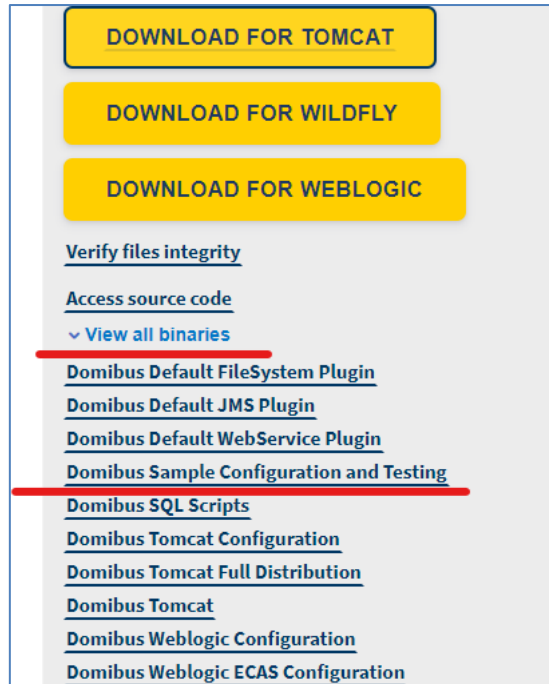 DOWNLOAD FOR TOMCAT
DOWNLOAD FOR WILDFLY
DOWNLOAD FOR WEBLOGIC
Verify files integrity
Access source code
View all binaries
Domibus Default FileSystem Plugin
Domibus Default JMS Plugin
Domibus Default WebService Plugin
Domibus Sample Configuration and Testing
Domibus SQL Scripts
Domibus Tomcat Configuration
Domibus Tomcat Full Distribution
Domibus Tomcat
Domibus Weblogic Configuration
Domibus Weblogic ECAS Configuration